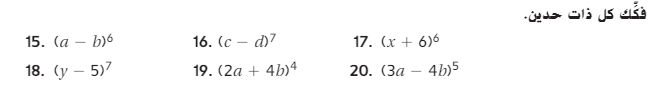 فكِّك كل ذات حدين.
15. (a − b)⁶ 16. (c − d)⁷ 17. (x + 6)⁶
18. (y − 5)⁷ 19. (2a + 4b)⁴ 20. (3a − 4b)⁵